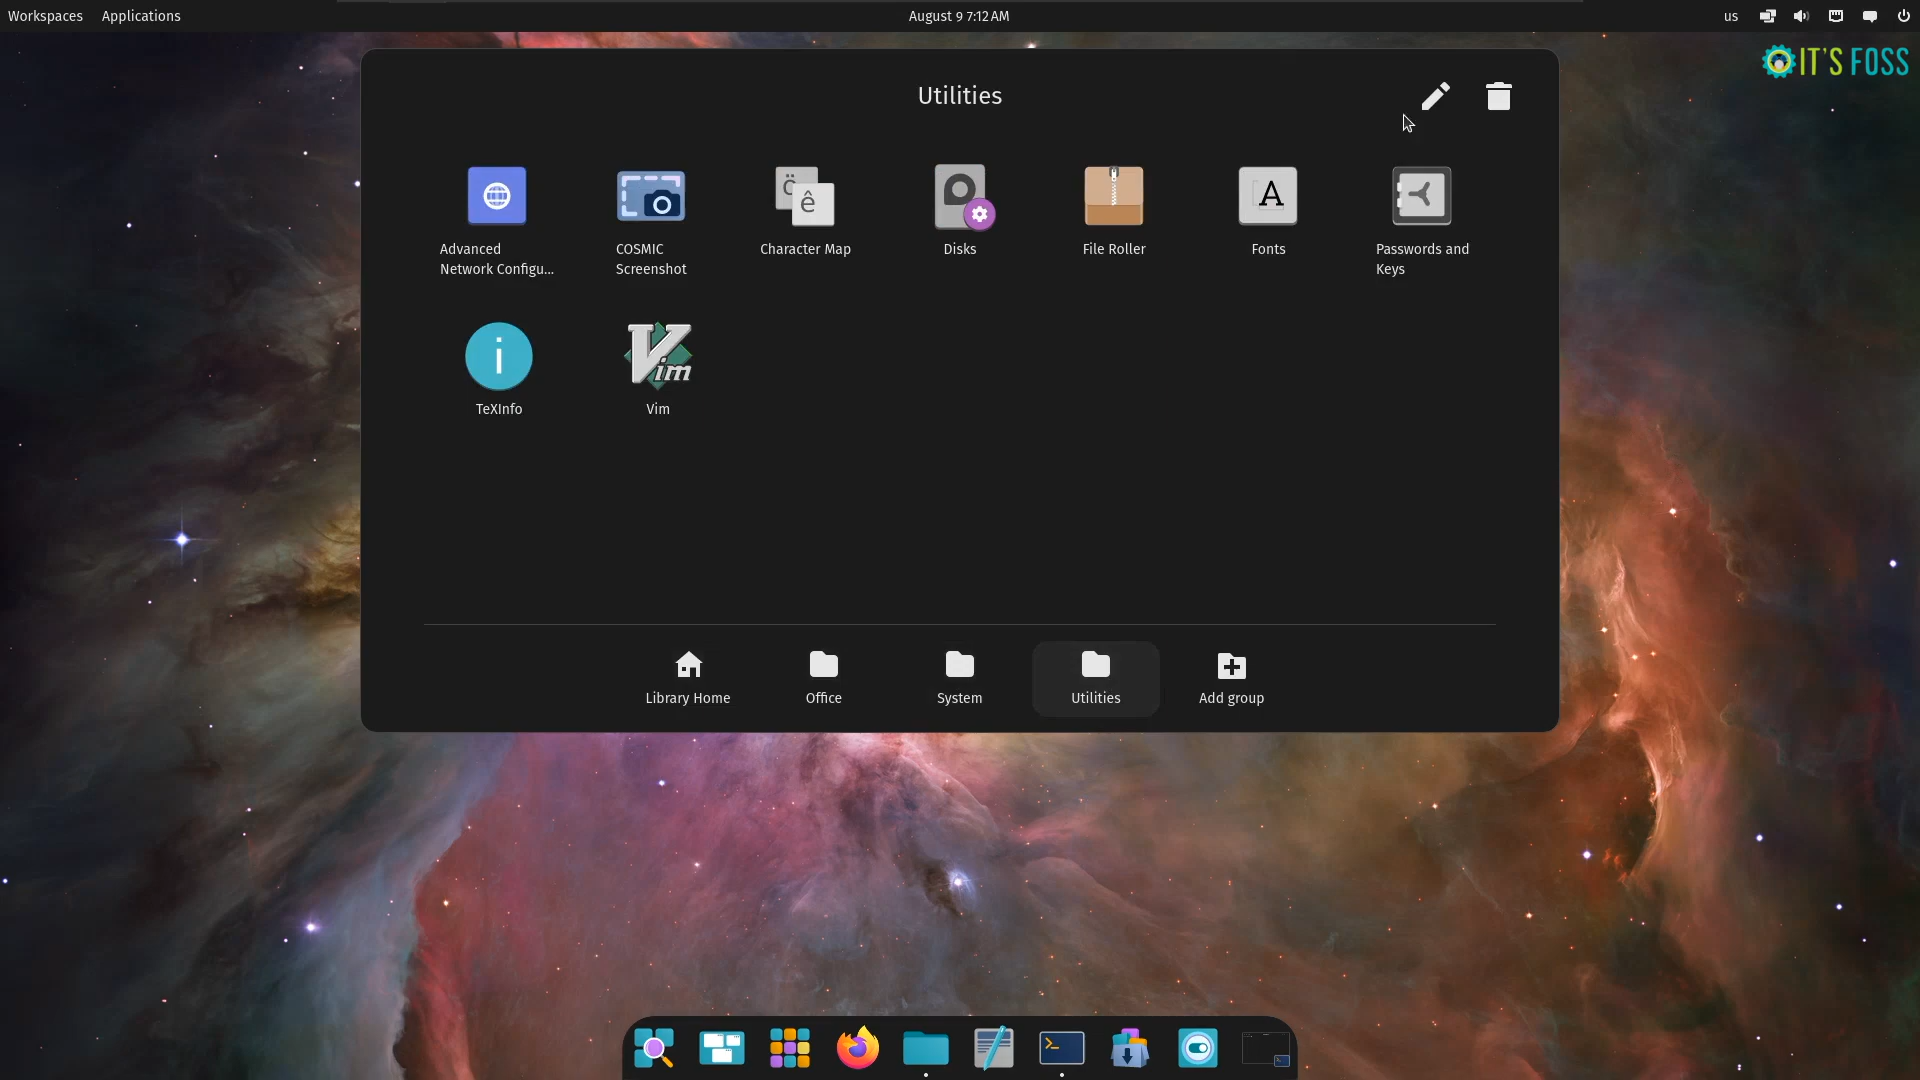 Workspaces Applications August 9 7:12 AM us
IT'S FOSS
Utilities
Advanced
Network Configu...
COSMIC
Screenshot
ö
ê
Character Map
Disks
File Roller
A
Fonts
Passwords and
Keys
i
TeXInfo
Vim
Vim
Library Home Office System Utilities Add group